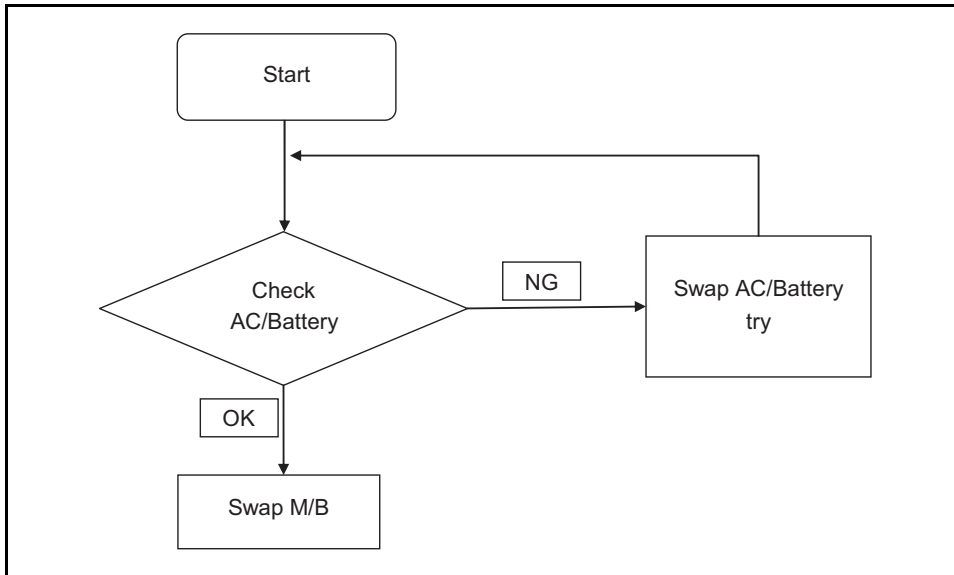 Start
Check
AC/Battery
NG
Swap AC/Battery
try
OK
Swap M/B